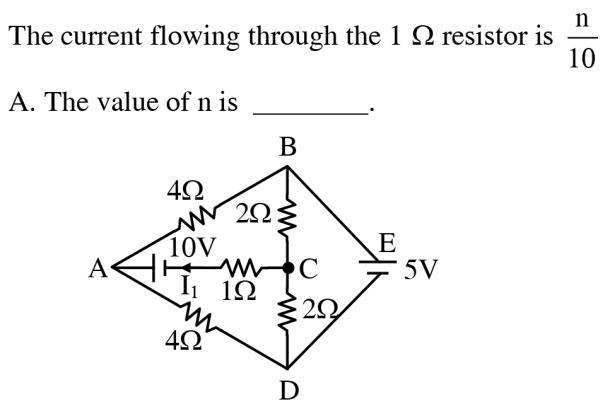 The current flowing through the 1 Ω resistor is n/10
A. The value of n is ________.
B
4Ω
2Ω
10V
E
A
C
5V
I₁
1Ω
2Ω
4Ω
D